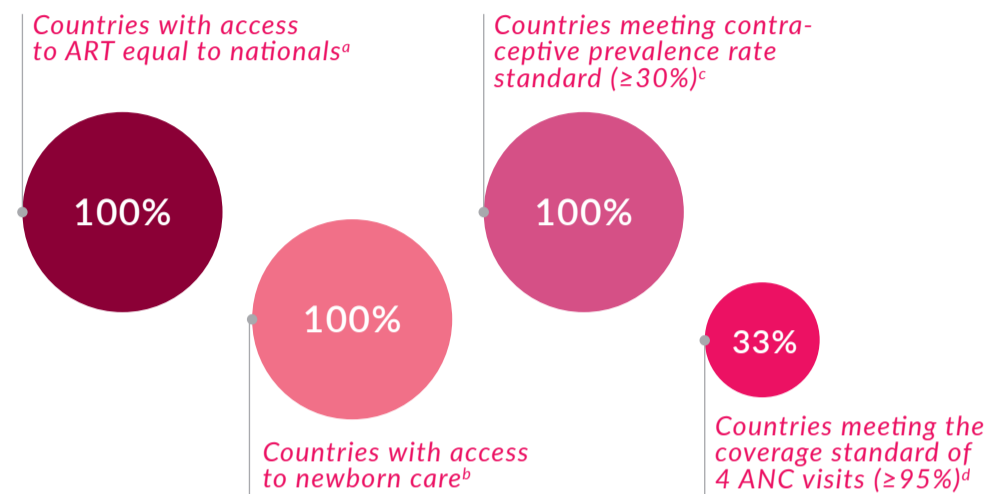 Countries with access
to ART equal to nationalsᵃ
100%
100%
Countries with access
to newborn careᵇ
Countries meeting contra-
ceptive prevalence rate
standard (≥30%)ᶜ
100%
33%
Countries meeting the
coverage standard of
4 ANC visits (≥95%)ᵈ